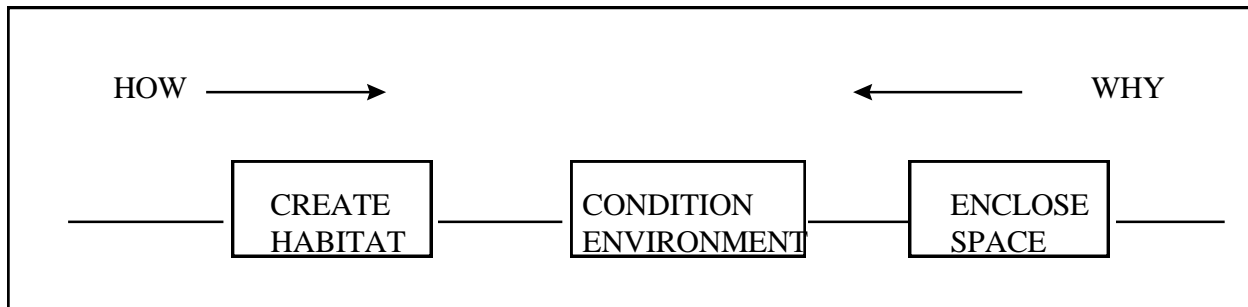 HOW
WHY
CREATE
HABITAT
CONDITION
ENVIRONMENT
ENCLOSE
SPACE